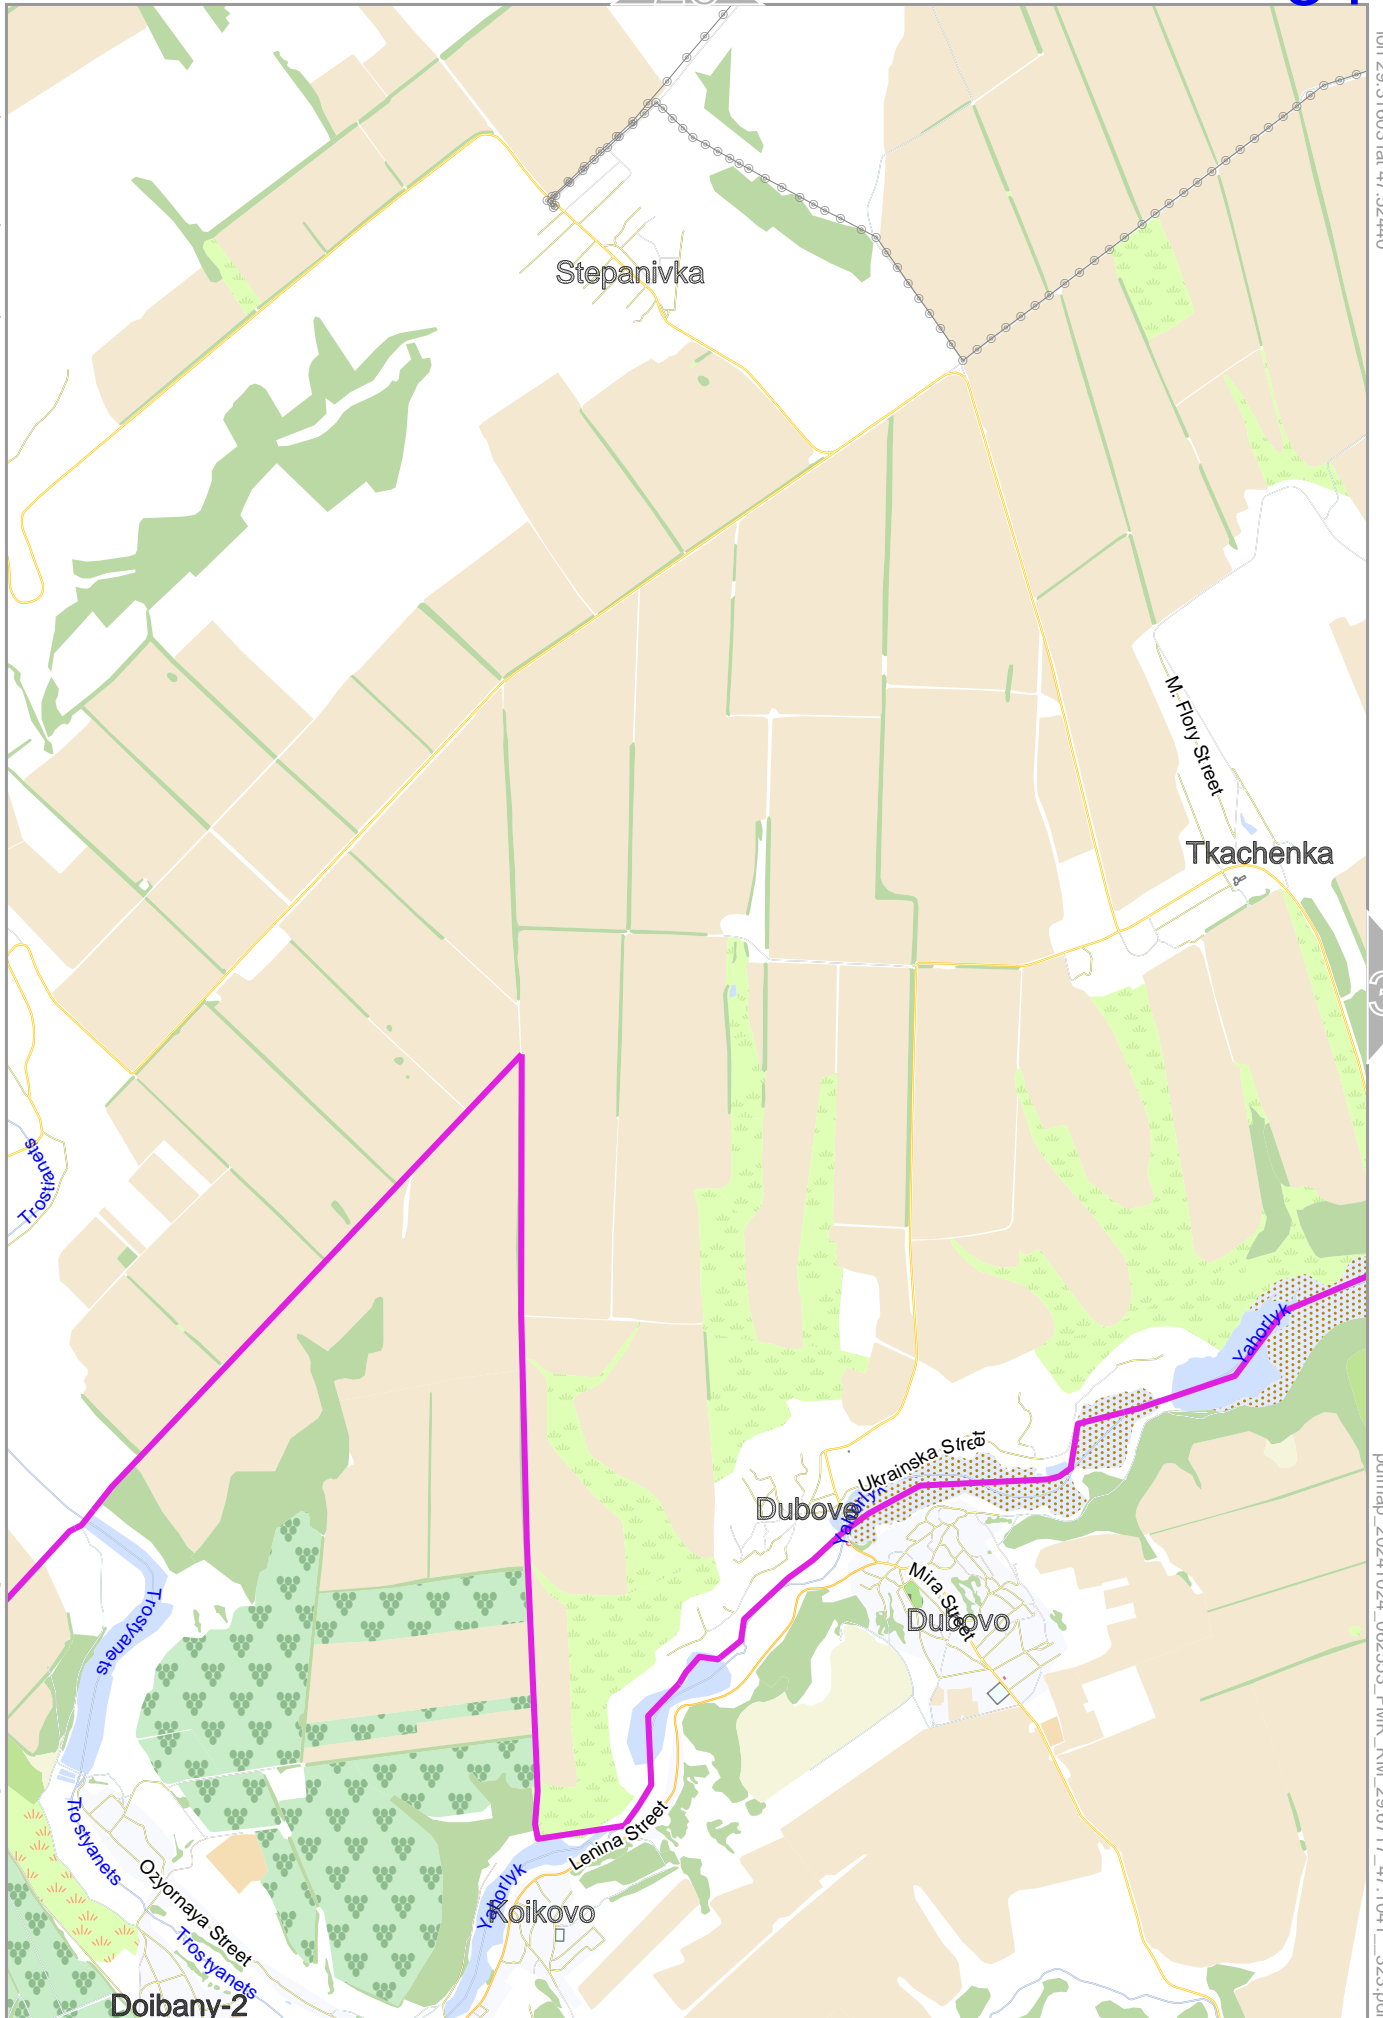 Stepanivka
M. Flory Street
Tkachenka
Trostianets
Yahorlyk
Ukrainska Street
Dubove
Yahorlyk
Mira Street
Dubovo
Trostyanets
Trostyanets
Ozyornaya Street
Trostyanets
Lenina Street
Yahorlyk
Koikovo
Doibany-2